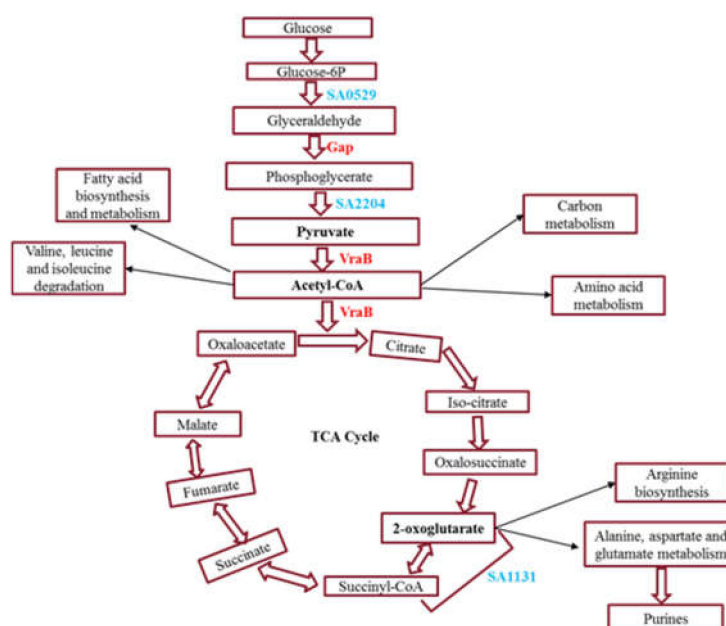 Glucose
Glucose-6P
SA0529
Glyceraldehyde
Gap
Phosphoglycerate
SA2204
Fatty acid
biosynthesis
and metabolism
Carbon
metabolism
Pyruvate
VraB
Valine, leucine
and isoleucine
degradation
Acetyl-CoA
Amino acid
metabolism
VraB
Oxaloacetate
Citrate
Iso-citrate
Malate
TCA Cycle
Oxalosuccinate
Fumarate
Arginine
biosynthesis
2-oxoglutarate
Alanine, aspartate and
glutamate metabolism
Succinate
Succinyl-CoA
SA1131
Purines